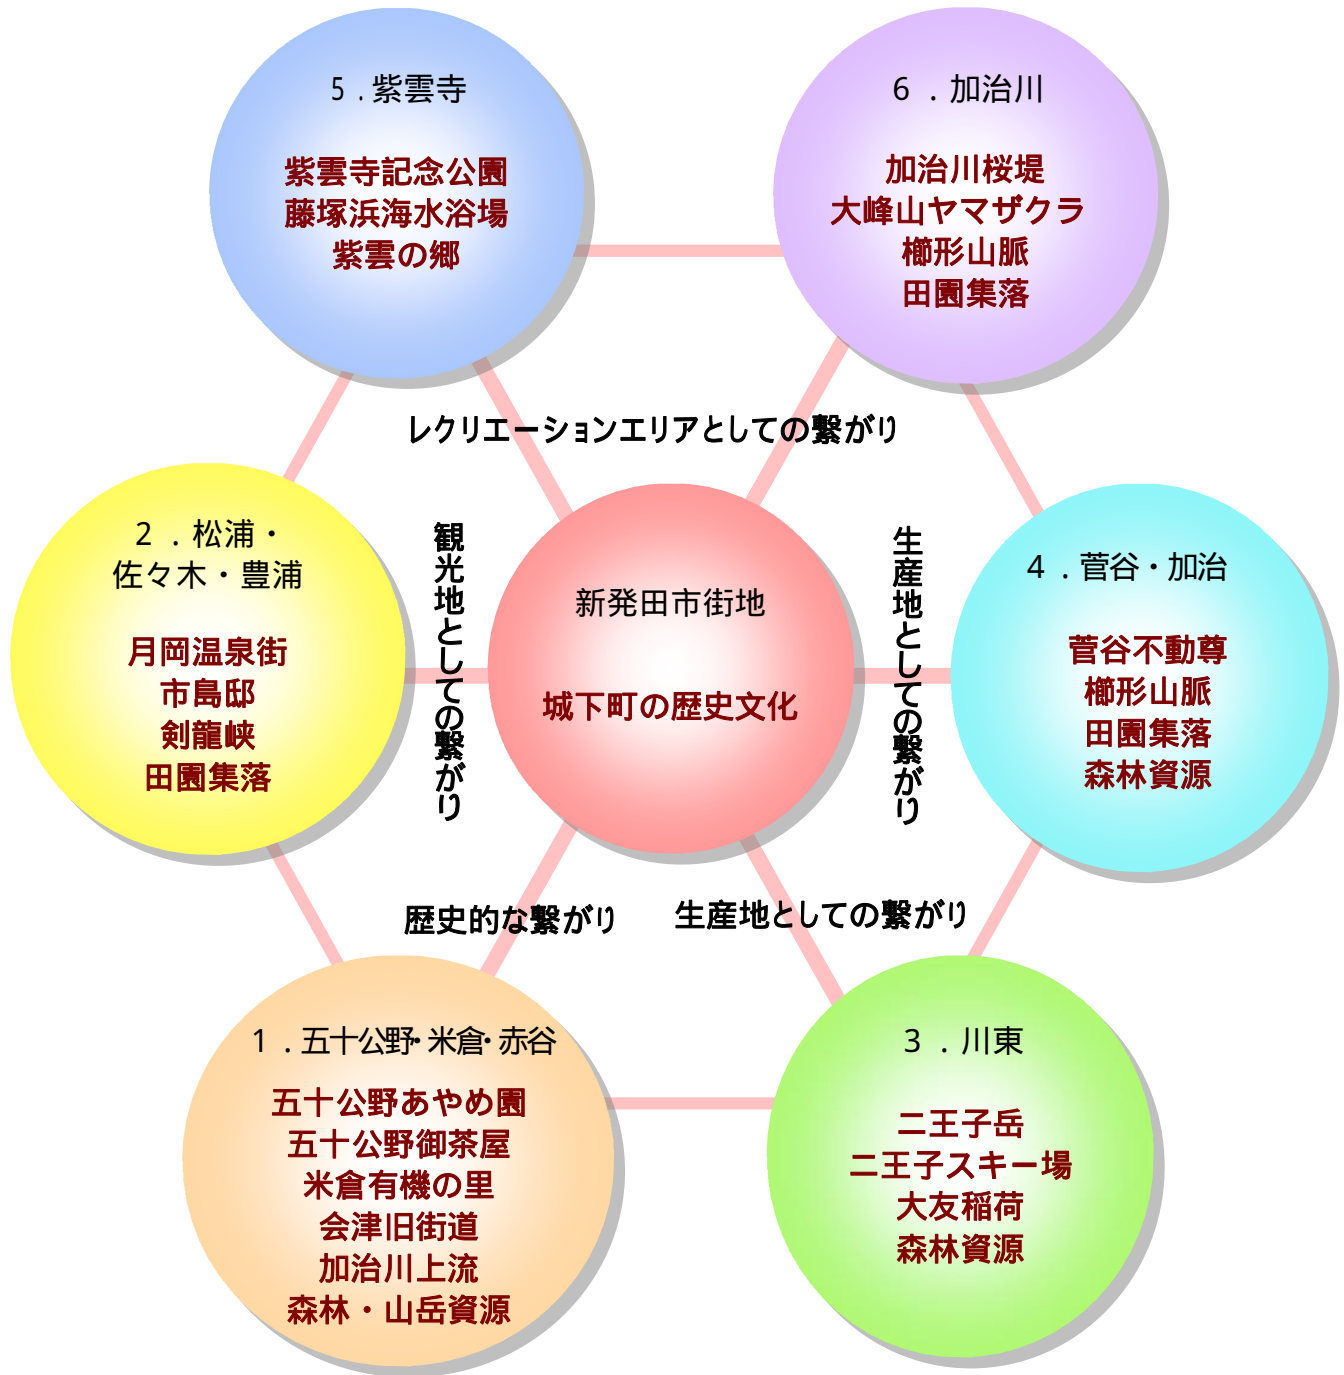 5．紫雲寺
紫雲寺記念公園
藤塚浜海水浴場
紫雲の郷
6．加治川
加治川桜堤
大峰山ヤマザクラ
櫛形山脈
田園集落
レクリエーションエリアとしての繋がり
2．松浦・
佐々木・豊浦
月岡温泉街
市島邸
剣龍峡
田園集落
観光地としての繋がり
新発田市街地
城下町の歴史文化
生産地としての繋がり
4．菅谷・加治
菅谷不動尊
櫛形山脈
田園集落
森林資源
歴史的な繋がり
生産地としての繋がり
1．五十公野・米倉・赤谷
五十公野あやめ園
五十公野御茶屋
米倉有機の里
会津旧街道
加治川上流
森林・山岳資源
3．川東
二王子岳
二王子スキー場
大友稲荷
森林資源